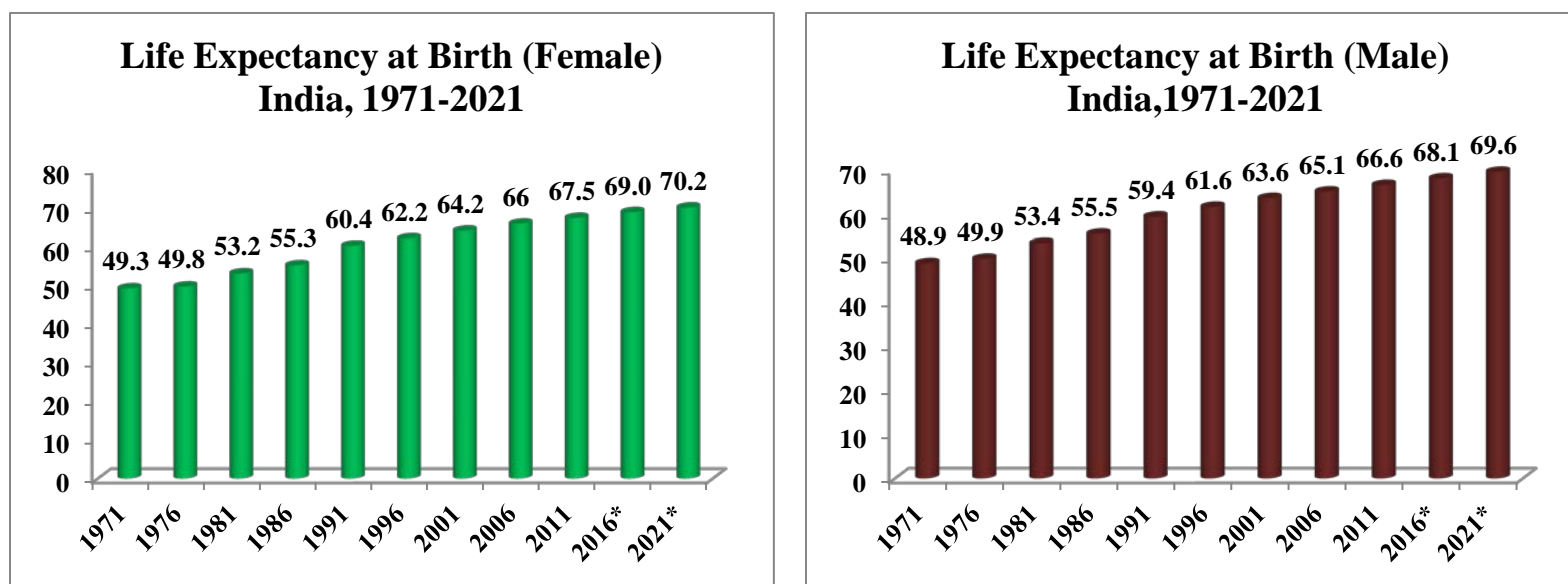 Life Expectancy at Birth (Female)
India, 1971-2021
80
70
60
50
40
30
20
10
0
49.3 49.8 53.2 55.3 60.4 62.2 64.2 66 67.5 69.0 70.2
1971 1976 1981 1986 1991 1996 2001 2006 2011 2016* 2021*
Life Expectancy at Birth (Male)
India,1971-2021
70
60
50
40
30
20
10
0
48.9 49.9 53.4 55.5 59.4 61.6 63.6 65.1 66.6 68.1 69.6
1971 1976 1981 1986 1991 1996 2001 2006 2011 2016* 2021*